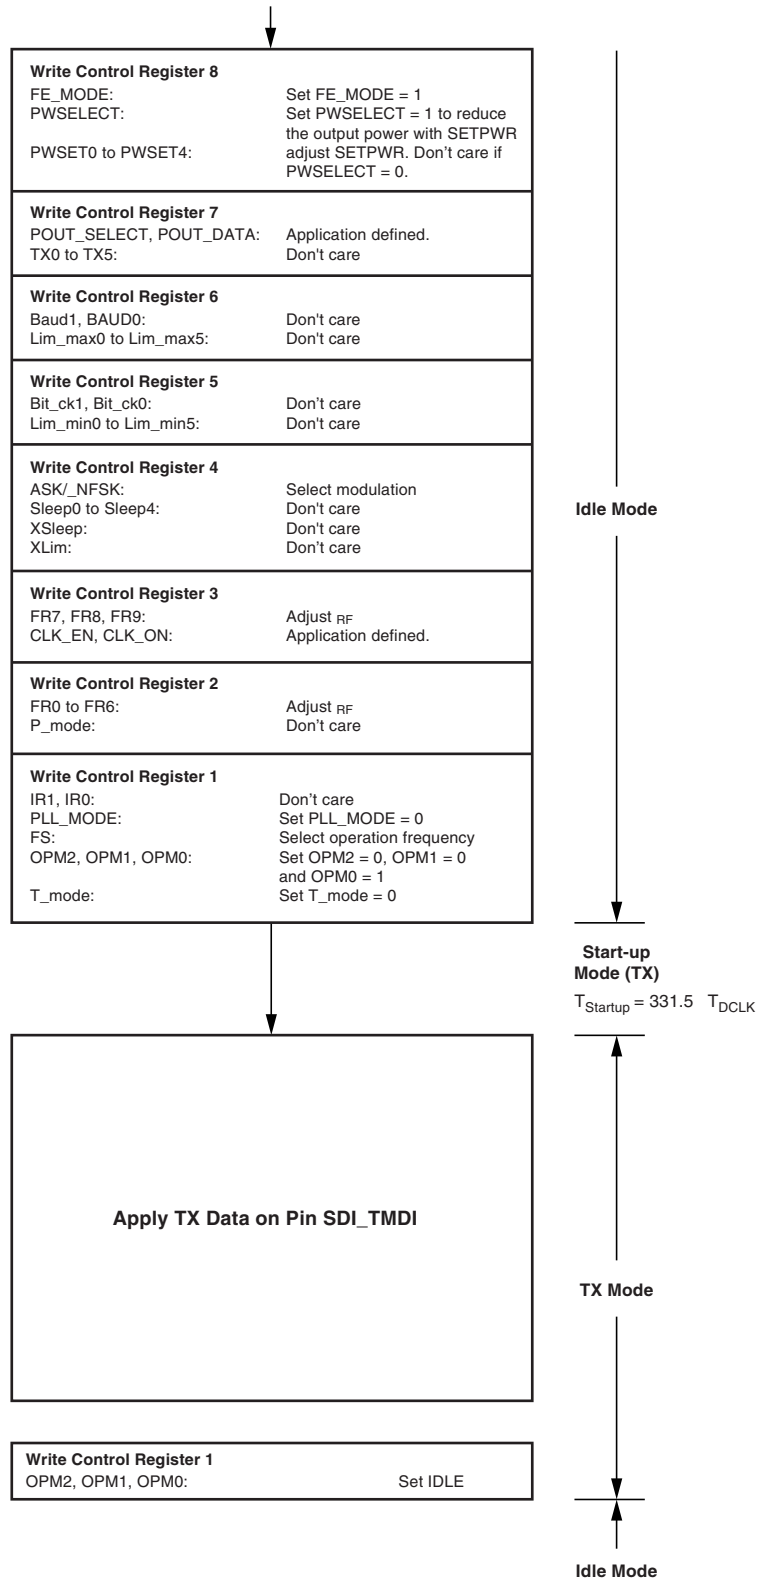 Write Control Register 8
FE_MODE: Set FE_MODE = 1
PWSELECT: Set PWSELECT = 1 to reduce
the output power with SETPWR
PWSET0 to PWSET4: adjust SETPWR. Don't care if
PWSELECT = 0.
Write Control Register 7
POUT_SELECT, POUT_DATA: Application defined.
TX0 to TX5: Don't care
Write Control Register 6
Baud1, BAUD0: Don't care
Lim_max0 to Lim_max5: Don't care
Write Control Register 5
Bit_ck1, Bit_ck0: Don't care
Lim_min0 to Lim_min5: Don't care
Write Control Register 4
ASK/_NFSK: Select modulation
Sleep0 to Sleep4: Don't care
XSleep: Don't care
XLim: Don't care
Idle Mode
Write Control Register 3
FR7, FR8, FR9: Adjust RF
CLK_EN, CLK_ON: Application defined.
Write Control Register 2
FR0 to FR6: Adjust RF
P_mode: Don't care
Write Control Register 1
IR1, IR0: Don't care
PLL_MODE: Set PLL_MODE = 0
FS: Select operation frequency
OPM2, OPM1, OPM0: Set OPM2 = 0, OPM1 = 0
and OPM0 = 1
T_mode: Set T_mode = 0
Start-up
Mode (TX)
TStartup = 331.5 TDCLK
Apply TX Data on Pin SDI_TMDI
TX Mode
Write Control Register 1
OPM2, OPM1, OPM0: Set IDLE
Idle Mode